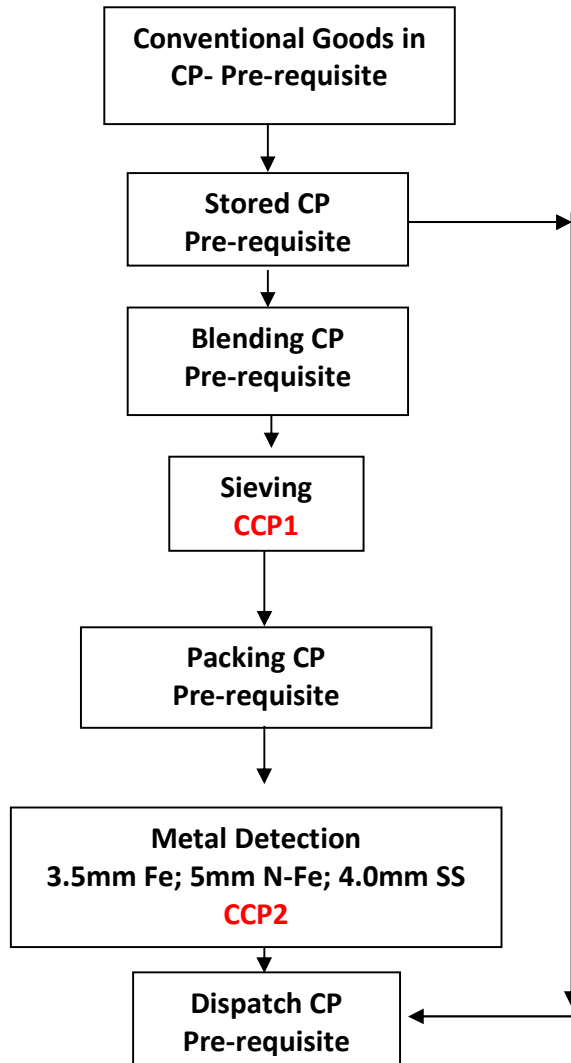 Conventional Goods in
CP- Pre-requisite
Stored CP
Pre-requisite
Blending CP
Pre-requisite
Sieving
CCP1
Packing CP
Pre-requisite
Metal Detection
3.5mm Fe; 5mm N-Fe; 4.0mm SS
CCP2
Dispatch CP
Pre-requisite